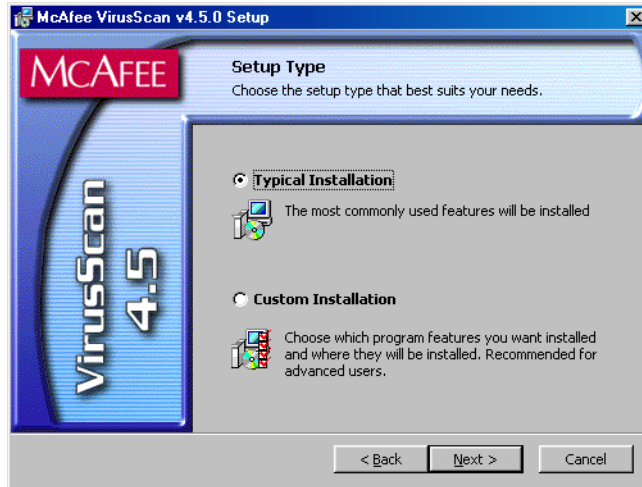 McAfee VirusScan v4.5.0 Setup
McAFEE
Setup Type
Choose the setup type that best suits your needs.
VirusScan
4.5
Typical Installation
The most commonly used features will be installed
Custom Installation
Choose which program features you want installed
and where they will be installed. Recommended for
advanced users.
< Back
Next >
Cancel